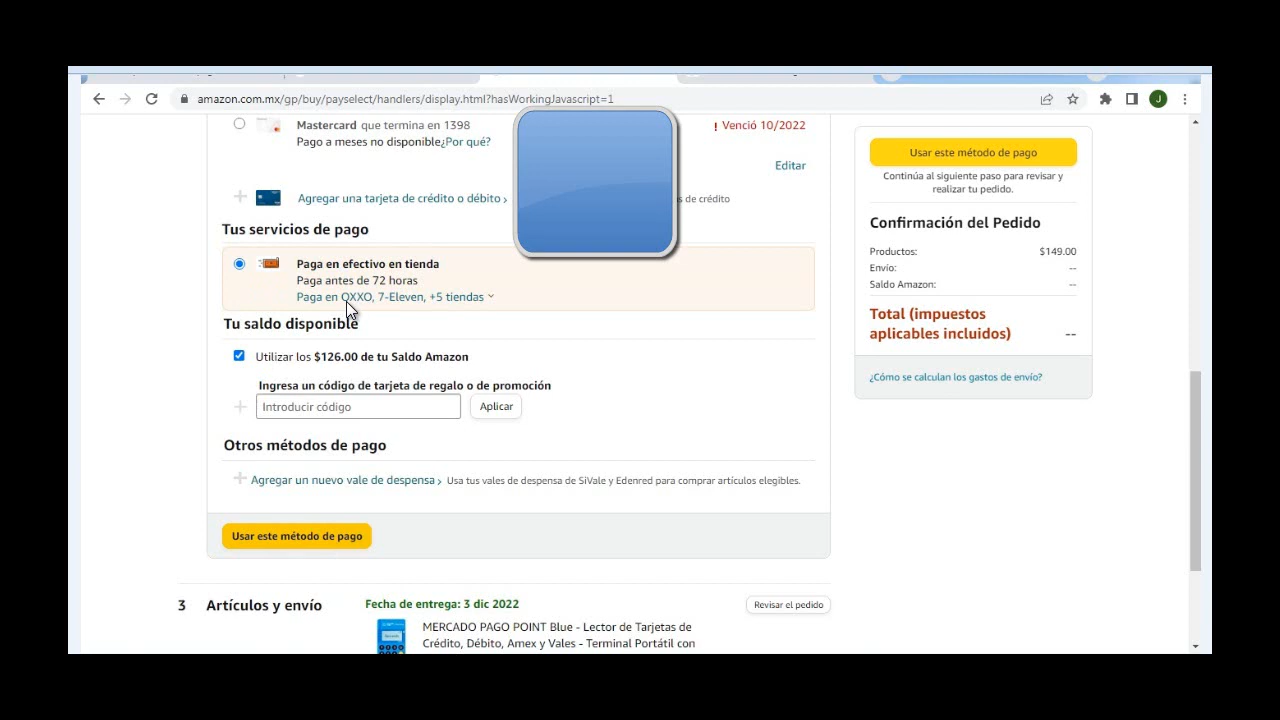 amazon.com.mx/gp/buy/payselect/handlers/display.html?hasWorkingJavascript=1
J
Mastercard que termina en 1398
! Venció 10/2022
Pago a meses no disponible¿Por qué?
Editar
Agregar una tarjeta de crédito o débito ›
de crédito
Tus servicios de pago
Paga en efectivo en tienda
Paga antes de 72 horas
Paga en OXXO, 7-Eleven, +5 tiendas
Tu saldo disponible
Utilizar los $126.00 de tu Saldo Amazon
Ingresa un código de tarjeta de regalo o de promoción
Introducir código
Aplicar
Otros métodos de pago
Agregar un nuevo vale de despensa › Usa tus vales de despensa de SiVale y Edenred para comprar artículos elegibles.
Usar este método de pago
3 Artículos y envío
Fecha de entrega: 3 dic 2022
Revisar el pedido
MERCADO PAGO POINT Blue - Lector de Tarjetas de
Crédito, Débito, Amex y Vales - Terminal Portátil con
Usar este método de pago
Continúa al siguiente paso para revisar y
realizar tu pedido.
Confirmación del Pedido
Productos: $149.00
Envío: --
Saldo Amazon: --
Total (impuestos
aplicables incluidos) --
¿Cómo se calculan los gastos de envío?